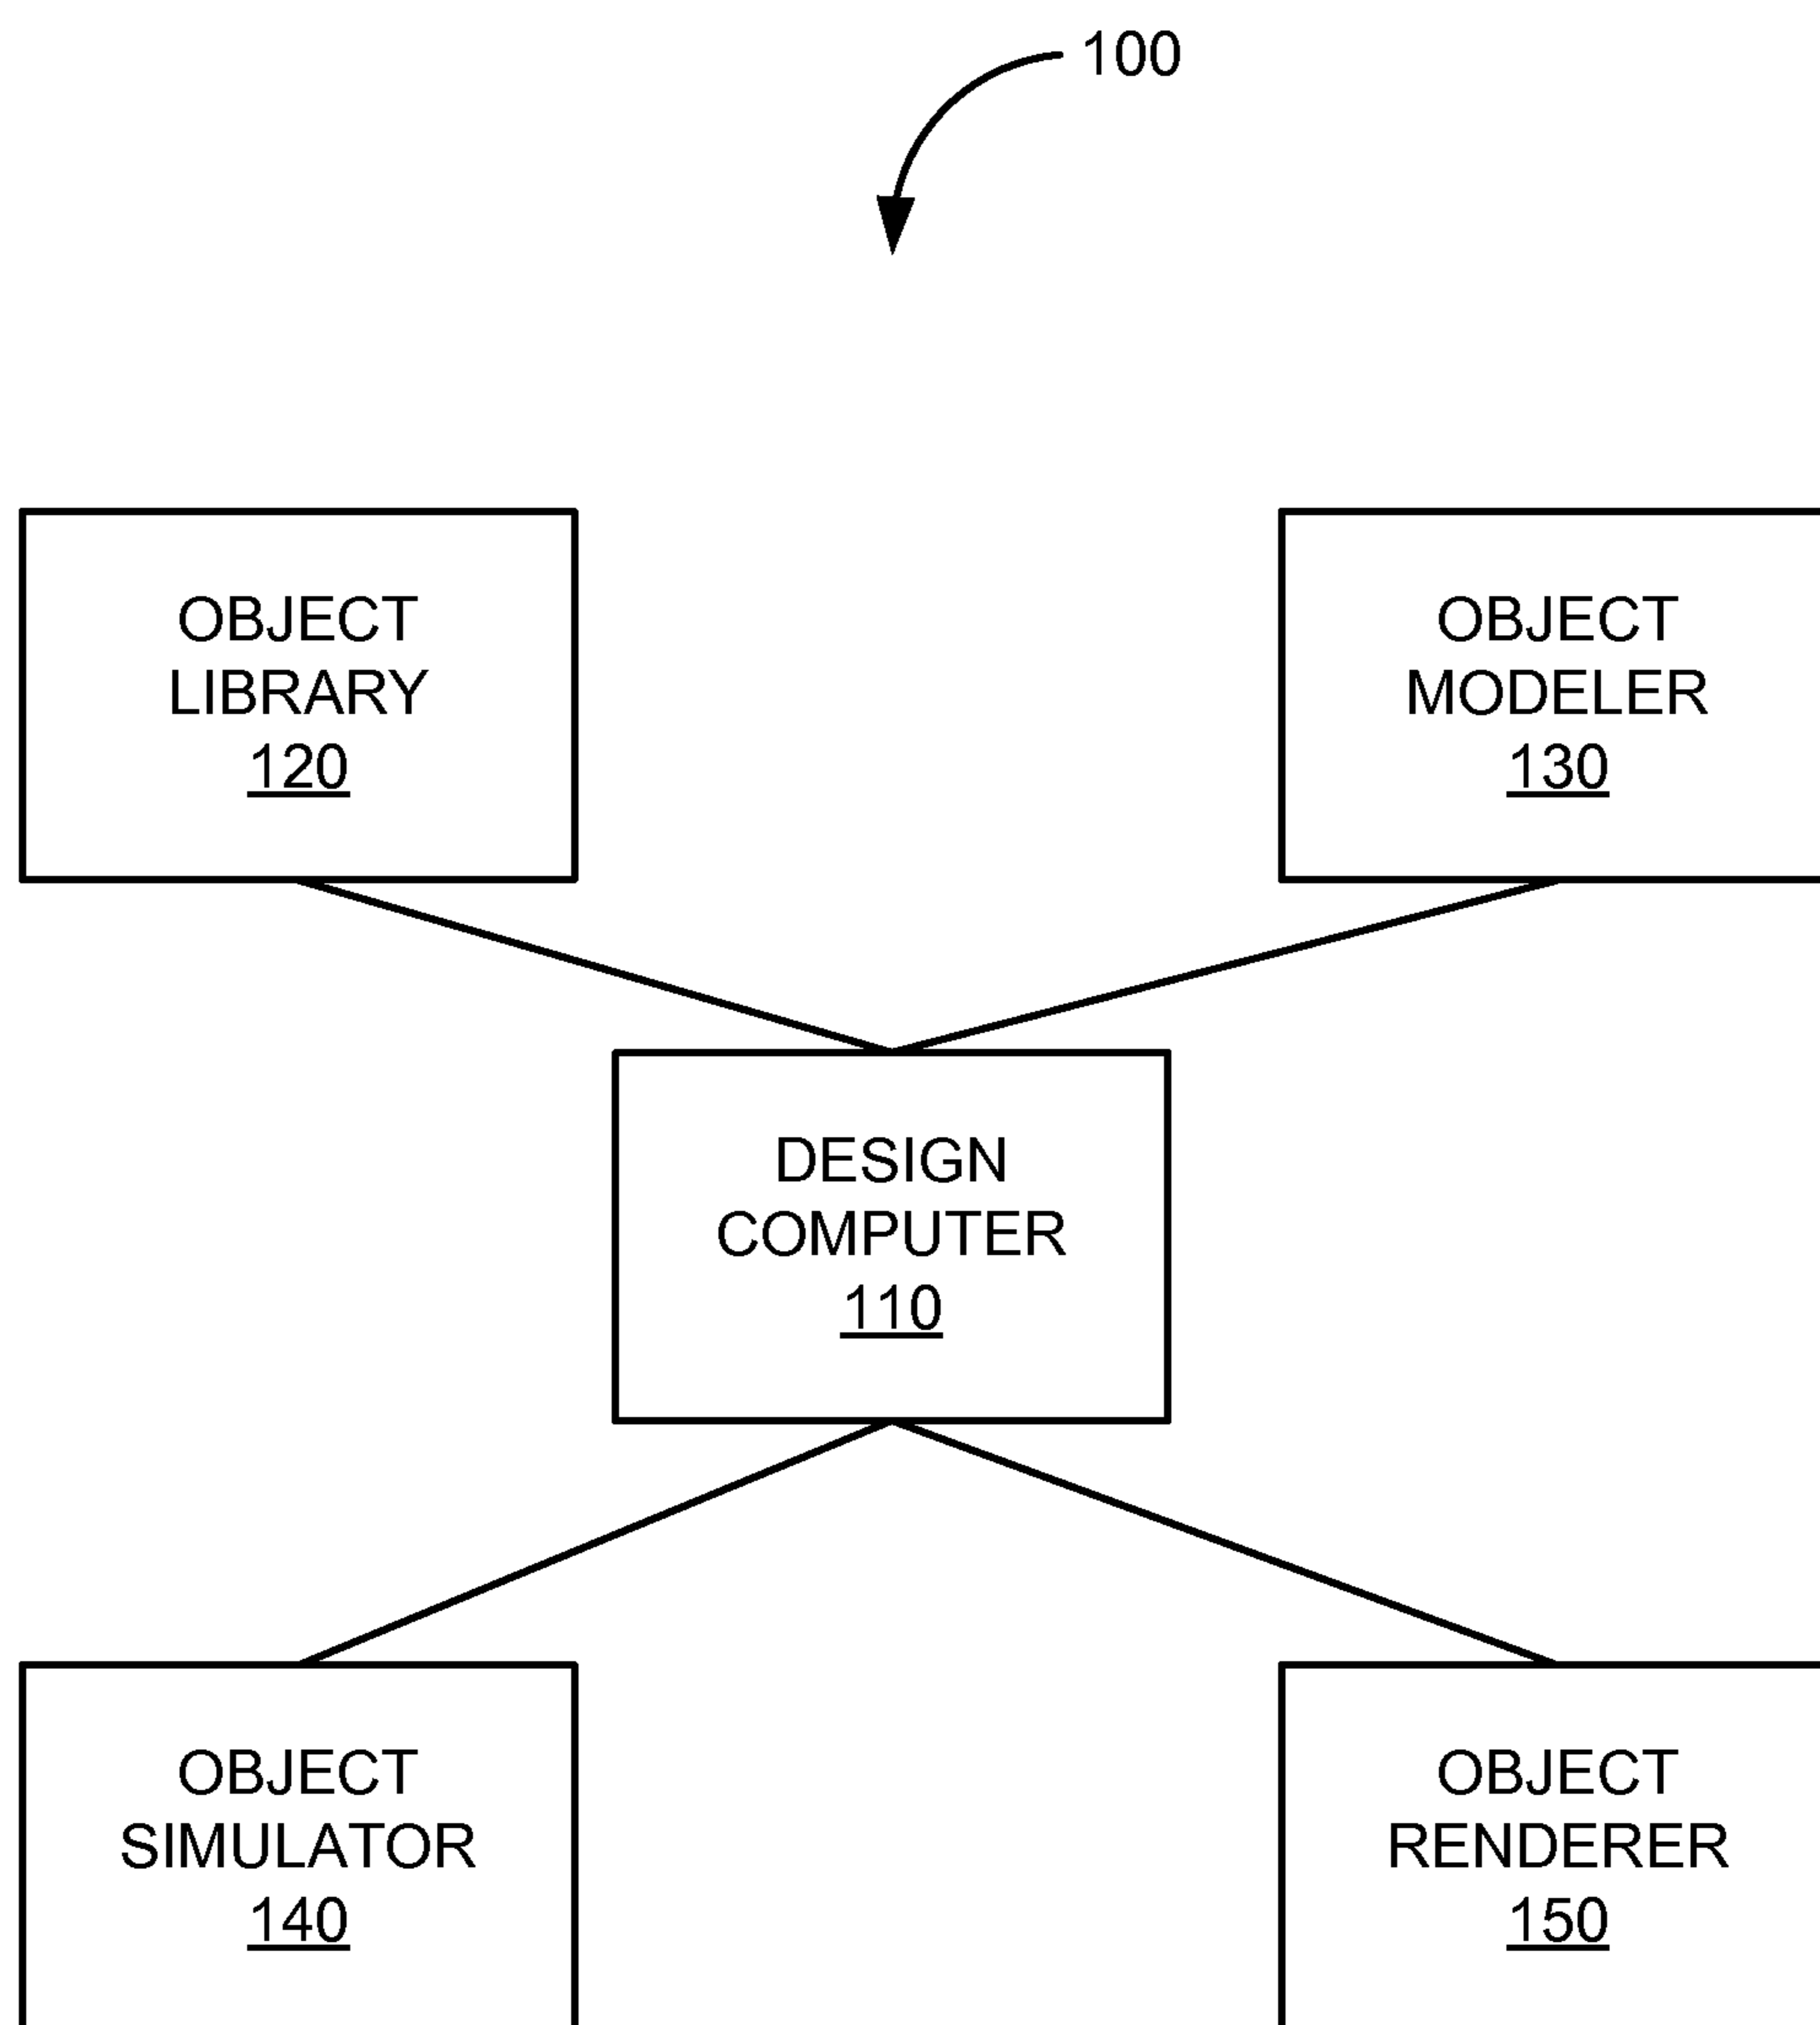 100
OBJECT
LIBRARY
120
OBJECT
MODELER
130
DESIGN
COMPUTER
110
OBJECT
SIMULATOR
140
OBJECT
RENDERER
150